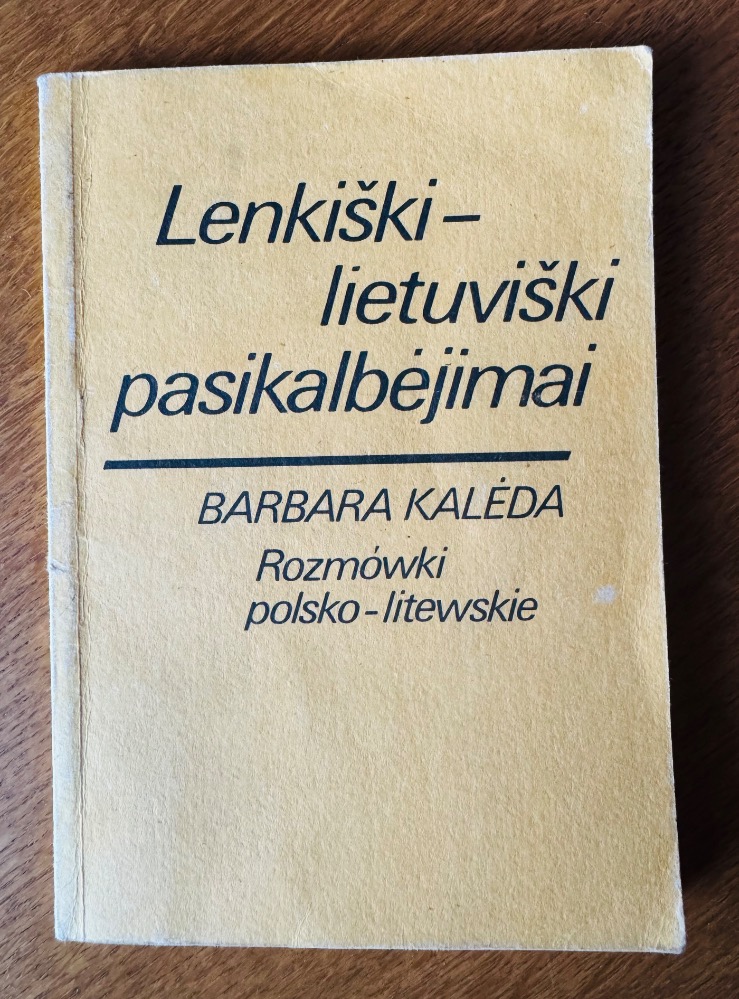 Lenkiški–
lietuviški
pasikalbėjimai
BARBARA KALĖDA
Rozmówki
polsko-litewskie